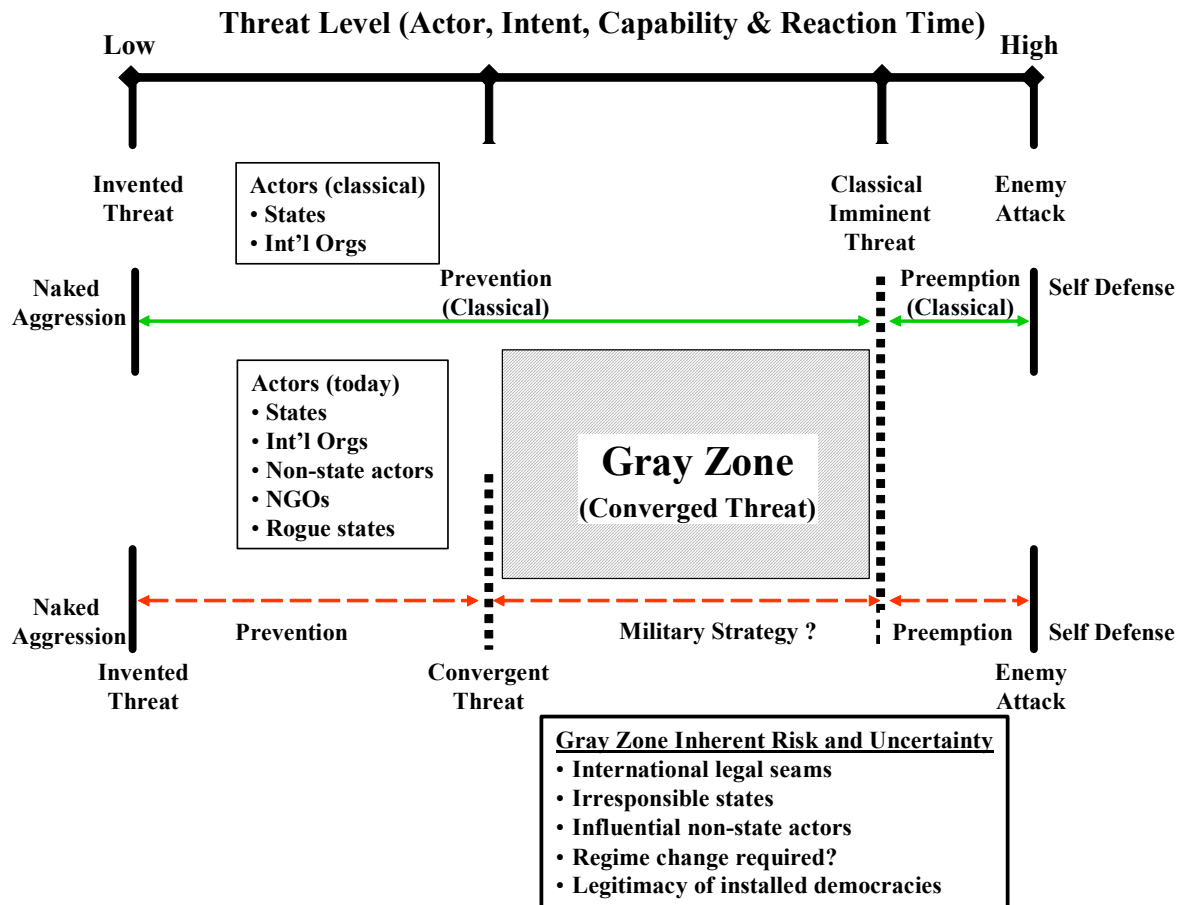 Threat Level (Actor, Intent, Capability & Reaction Time)
Low
High
Invented
Threat
Actors (classical)
• States
• Int'l Orgs
Classical
Imminent
Threat
Enemy
Attack
Naked
Aggression
Prevention
(Classical)
Preemption
(Classical)
Self Defense
Actors (today)
• States
• Int'l Orgs
• Non-state actors
• NGOs
• Rogue states
Gray Zone
(Converged Threat)
Naked
Aggression
Prevention
Military Strategy ?
Preemption
Self Defense
Invented
Threat
Convergent
Threat
Enemy
Attack
Gray Zone Inherent Risk and Uncertainty
• International legal seams
• Irresponsible states
• Influential non-state actors
• Regime change required?
• Legitimacy of installed democracies